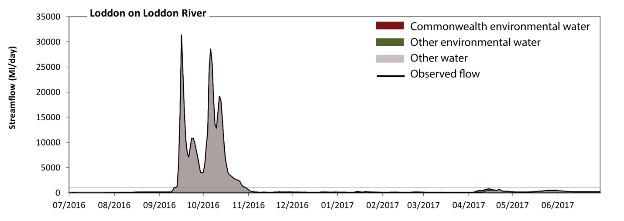 Loddon on Loddon River
Streamflow (Ml/day)
35000
30000
25000
20000
15000
10000
5000
0
Commonwealth environmental water
Other environmental water
Other water
Observed flow
07/2016 08/2016 09/2016 10/2016 11/2016 12/2016 01/2017 02/2017 03/2017 04/2017 05/2017 06/2017